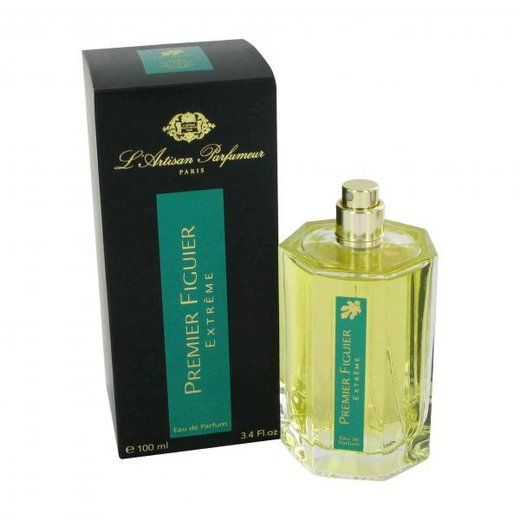 L'Artisan Parfumeur
PARIS
PREMIER FIGUIER
EXTRÊME
Eau de Parfum
e 100 ml
3.4 Fl.oz
PREMIER FIGUIER
EXTRÊME
Eau de
Parfum